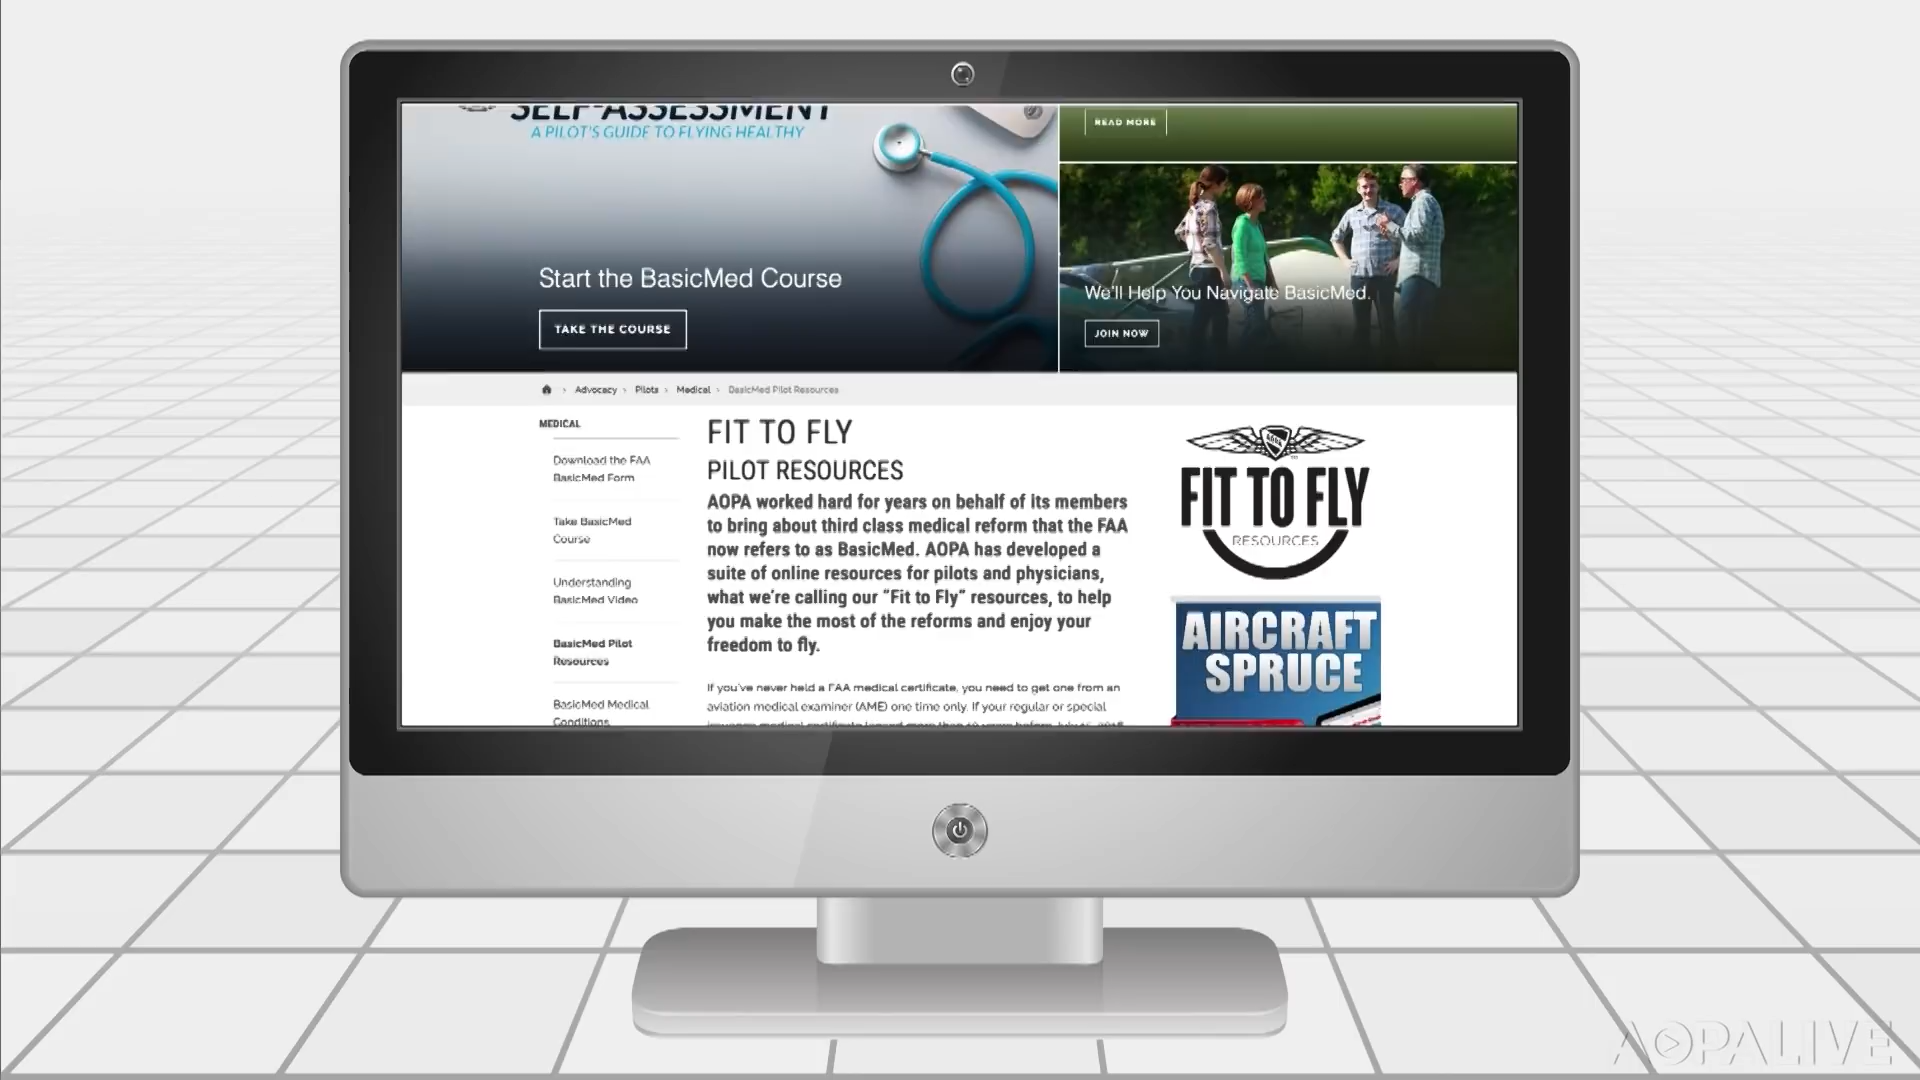 SELF-ASSESSMENT
A PILOT'S GUIDE TO FLYING HEALTHY
Start the BasicMed Course
TAKE THE COURSE
READ MORE
We'll Help You Navigate BasicMed.
JOIN NOW
Advocacy > Pilots > Medical > BasicMed Pilot Resources
MEDICAL
Download the FAA
BasicMed Form
Take BasicMed
Course
Understanding
BasicMed Video
BasicMed Pilot
Resources
BasicMed Medical
Conditions
FIT TO FLY
PILOT RESOURCES
AOPA worked hard for years on behalf of its members
to bring about third class medical reform that the FAA
now refers to as BasicMed. AOPA has developed a
suite of online resources for pilots and physicians,
what we're calling our "Fit to Fly" resources, to help
you make the most of the reforms and enjoy your
freedom to fly.
If you've never held a FAA medical certificate, you need to get one from an
aviation medical examiner (AME) one time only. If your regular or special
AOPA
FIT TO FLY
RESOURCES
AIRCRAFT
SPRUCE
AOPALIVE